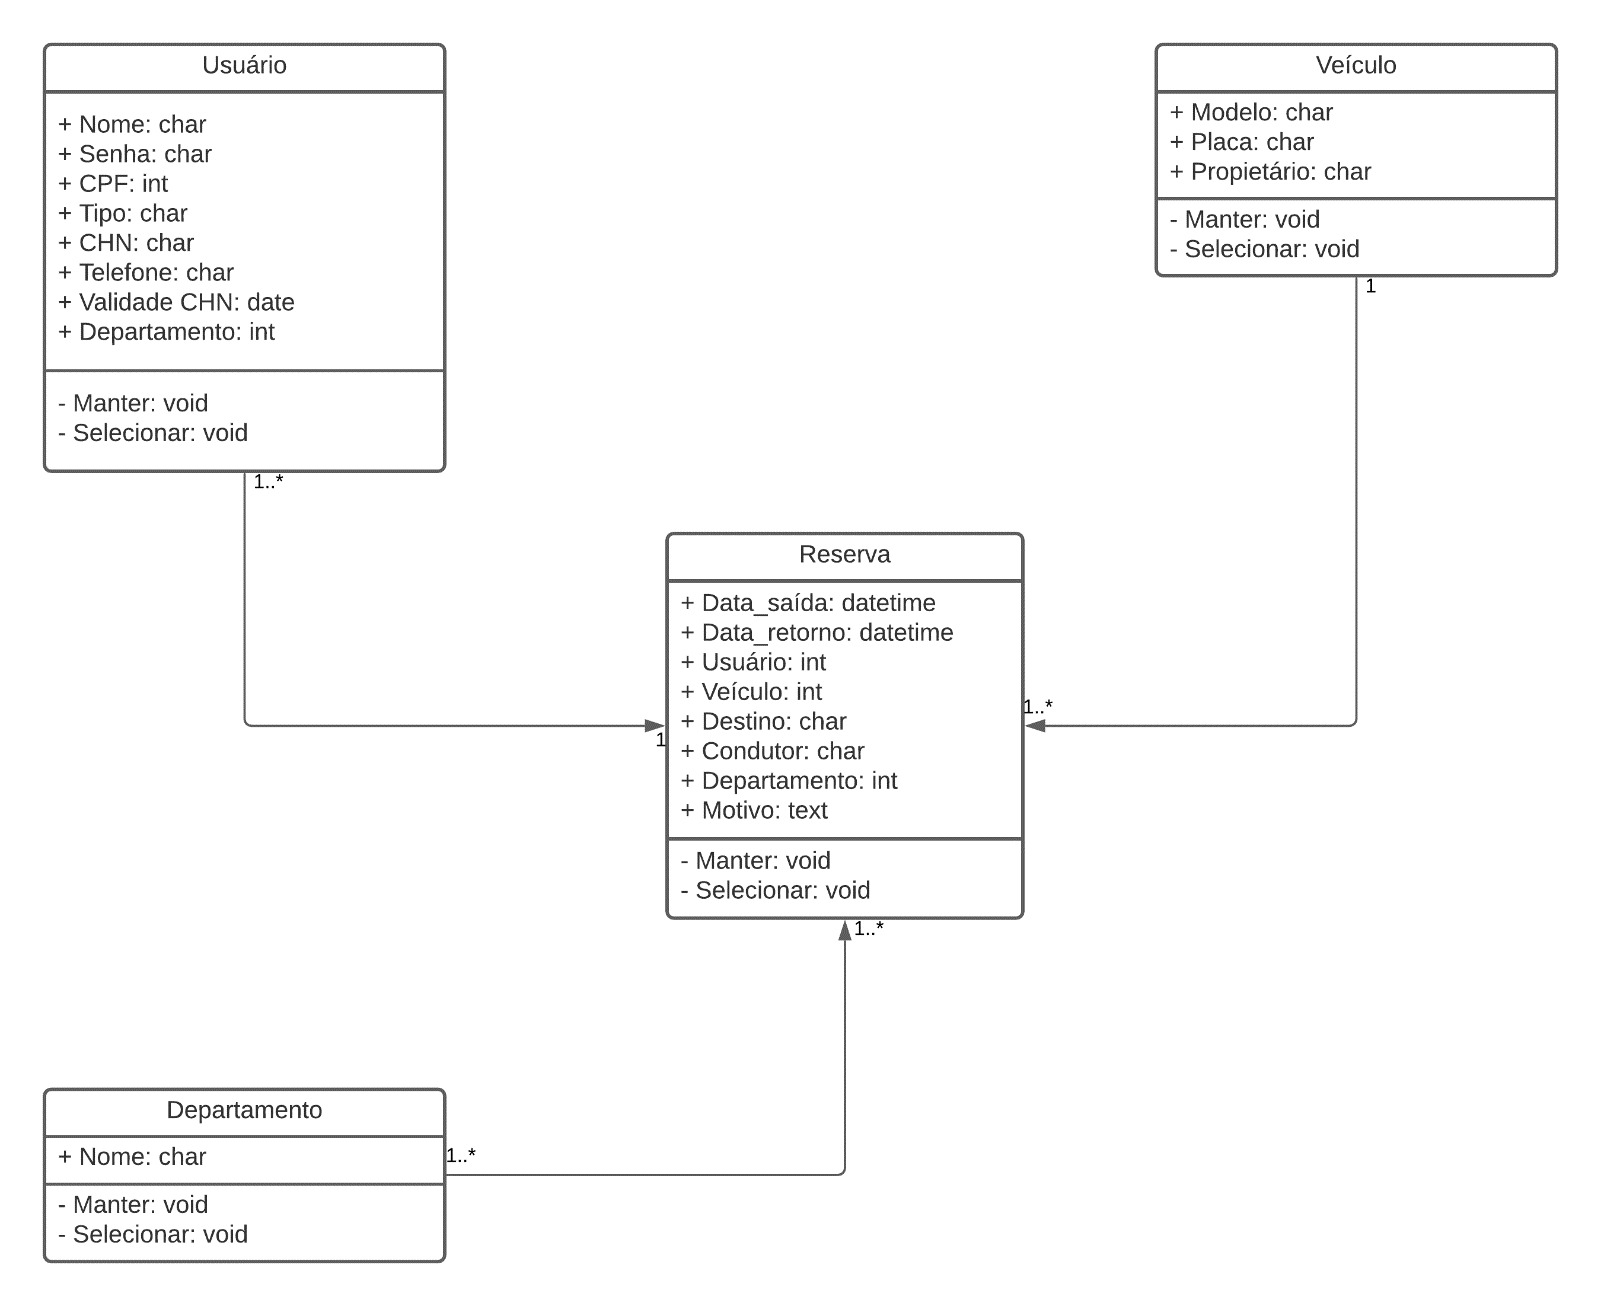 Usuário
+ Nome: char
+ Senha: char
+ CPF: int
+ Tipo: char
+ CHN: char
+ Telefone: char
+ Validade CHN: date
+ Departamento: int
- Manter: void
- Selecionar: void
1..*
Veículo
+ Modelo: char
+ Placa: char
+ Propietário: char
- Manter: void
- Selecionar: void
1
Reserva
+ Data_saída: datetime
+ Data_retorno: datetime
+ Usuário: int
+ Veículo: int
+ Destino: char
+ Condutor: char
+ Departamento: int
+ Motivo: text
- Manter: void
- Selecionar: void
1
1..*
1..*
Departamento
+ Nome: char
- Manter: void
- Selecionar: void
1..*